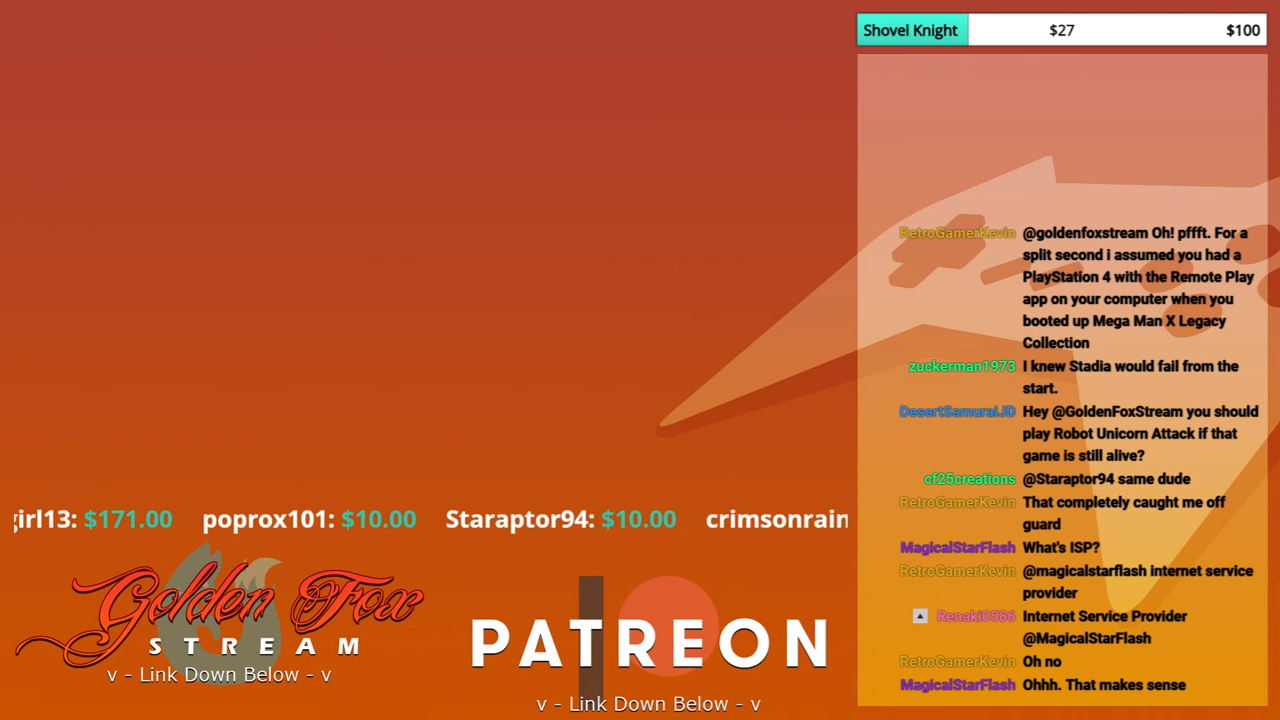 Shovel Knight $27 $100
RetroGamerKevin @goldenfoxstream Oh! pffft. For a
split second i assumed you had a
PlayStation 4 with the Remote Play
app on your computer when you
booted up Mega Man X Legacy
Collection
zuckerman1973 I knew Stadia would fail from the
start.
DesertSamuraiJD Hey @GoldenFoxStream you should
play Robot Unicorn Attack if that
game is still alive?
cf25creations @Staraptor94 same dude
RetroGamerKevin That completely caught me off
guard
MagicalStarFlash What's ISP?
RetroGamerKevin @magicalstarflash internet service
provider
Renaki0586 Internet Service Provider
@MagicalStarFlash
RetroGamerKevin Oh no
MagicalStarFlash Ohhh. That makes sense
girl13: $171.00 poprox101: $10.00 Staraptor94: $10.00 crimsonrain
Golden Fox
STREAM
v - Link Down Below - v
PATREON
v - Link Down Below - v